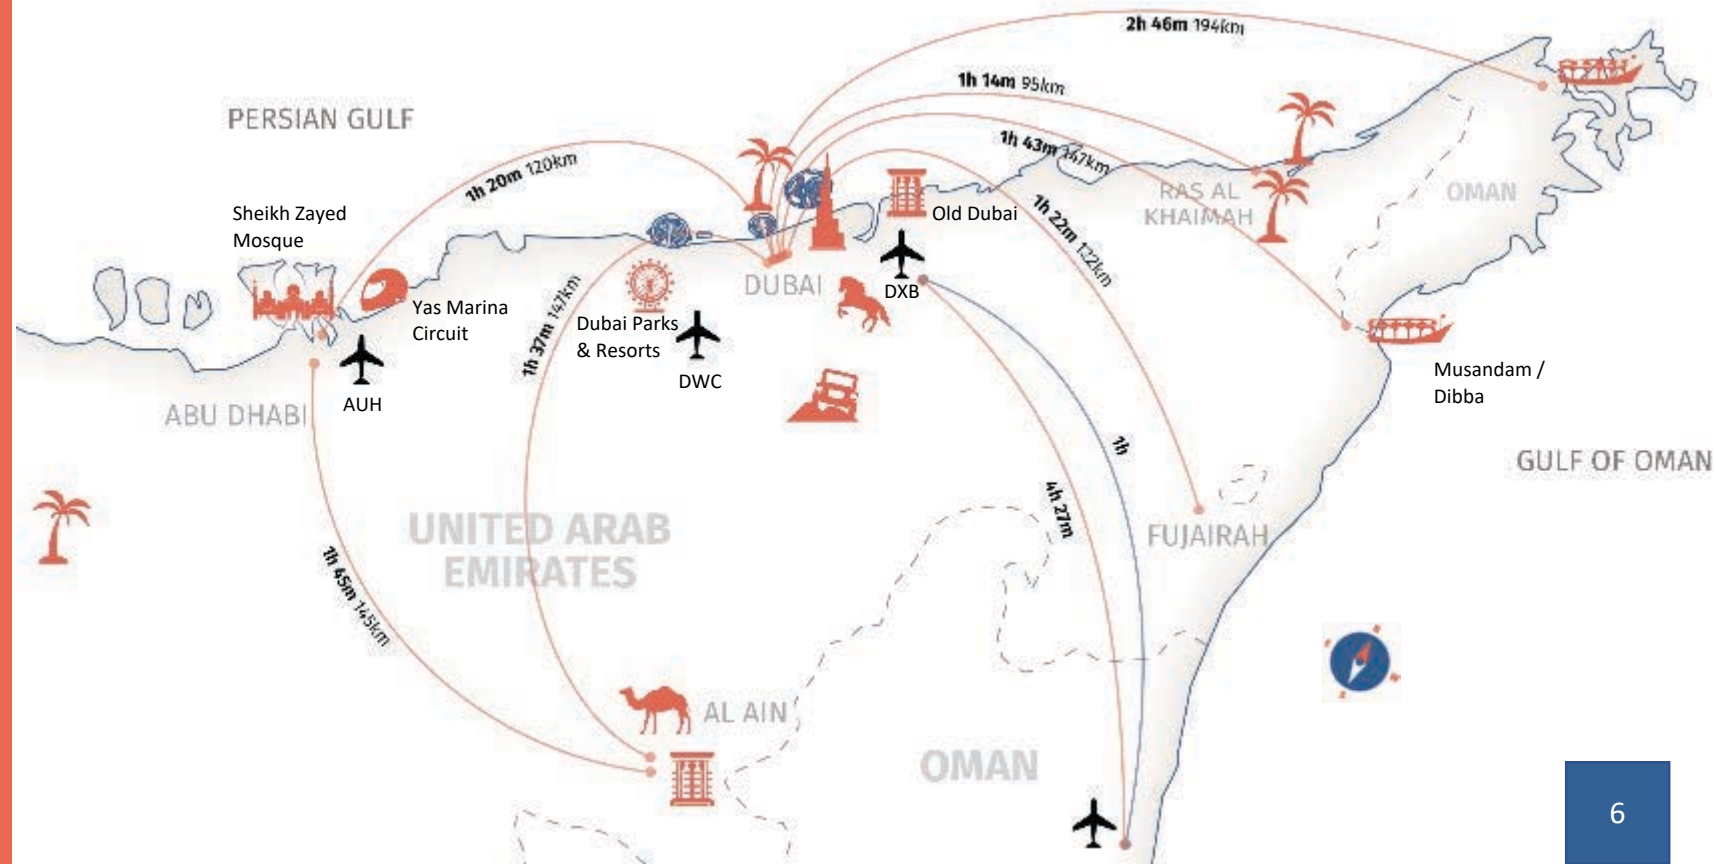 2h 46m 194km
1h 14m 95km
PERSIAN GULF
1h 43m 147km
1h 20m 120km
RAS AL
KHAIMAH
OMAN
Sheikh Zayed
Mosque
Old Dubai
1h 22m 122km
DUBAI
DXB
Yas Marina
Circuit
1h 37m 147km
Dubai Parks
& Resorts
DWC
AUH
ABU DHABI
Musandam /
Dibba
1h
GULF OF OMAN
4h 27m
UNITED ARAB
EMIRATES
FUJAIRAH
1h 45m 145km
AL AIN
OMAN
6